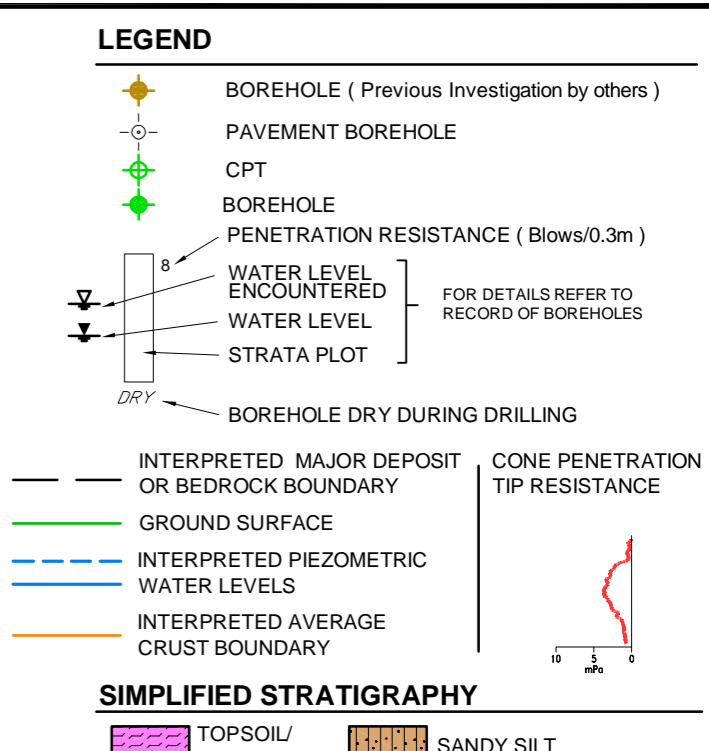 LEGEND
BOREHOLE ( Previous Investigation by others )
PAVEMENT BOREHOLE
CPT
BOREHOLE
PENETRATION RESISTANCE ( Blows/0.3m )
8
WATER LEVEL
ENCOUNTERED
WATER LEVEL
STRATA PLOT
FOR DETAILS REFER TO
RECORD OF BOREHOLES
DRY
BOREHOLE DRY DURING DRILLING
INTERPRETED MAJOR DEPOSIT
OR BEDROCK BOUNDARY
GROUND SURFACE
INTERPRETED PIEZOMETRIC
WATER LEVELS
INTERPRETED AVERAGE
CRUST BOUNDARY
CONE PENETRATION
TIP RESISTANCE
10 5 0
mPa
SIMPLIFIED STRATIGRAPHY
TOPSOIL/
SANDY SILT